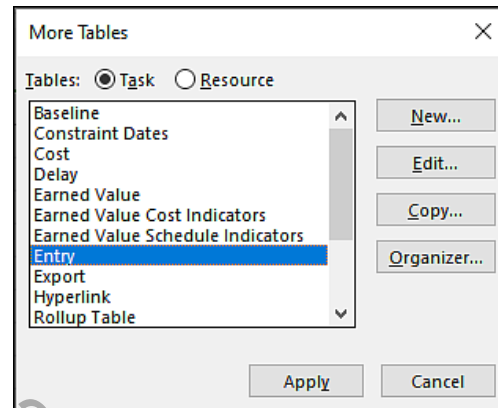 More Tables
Tables: Task Resource
Baseline
Constraint Dates
Cost
Delay
Earned Value
Earned Value Cost Indicators
Earned Value Schedule Indicators
Entry
Export
Hyperlink
Rollup Table
New...
Edit...
Copy...
Organizer...
Apply Cancel